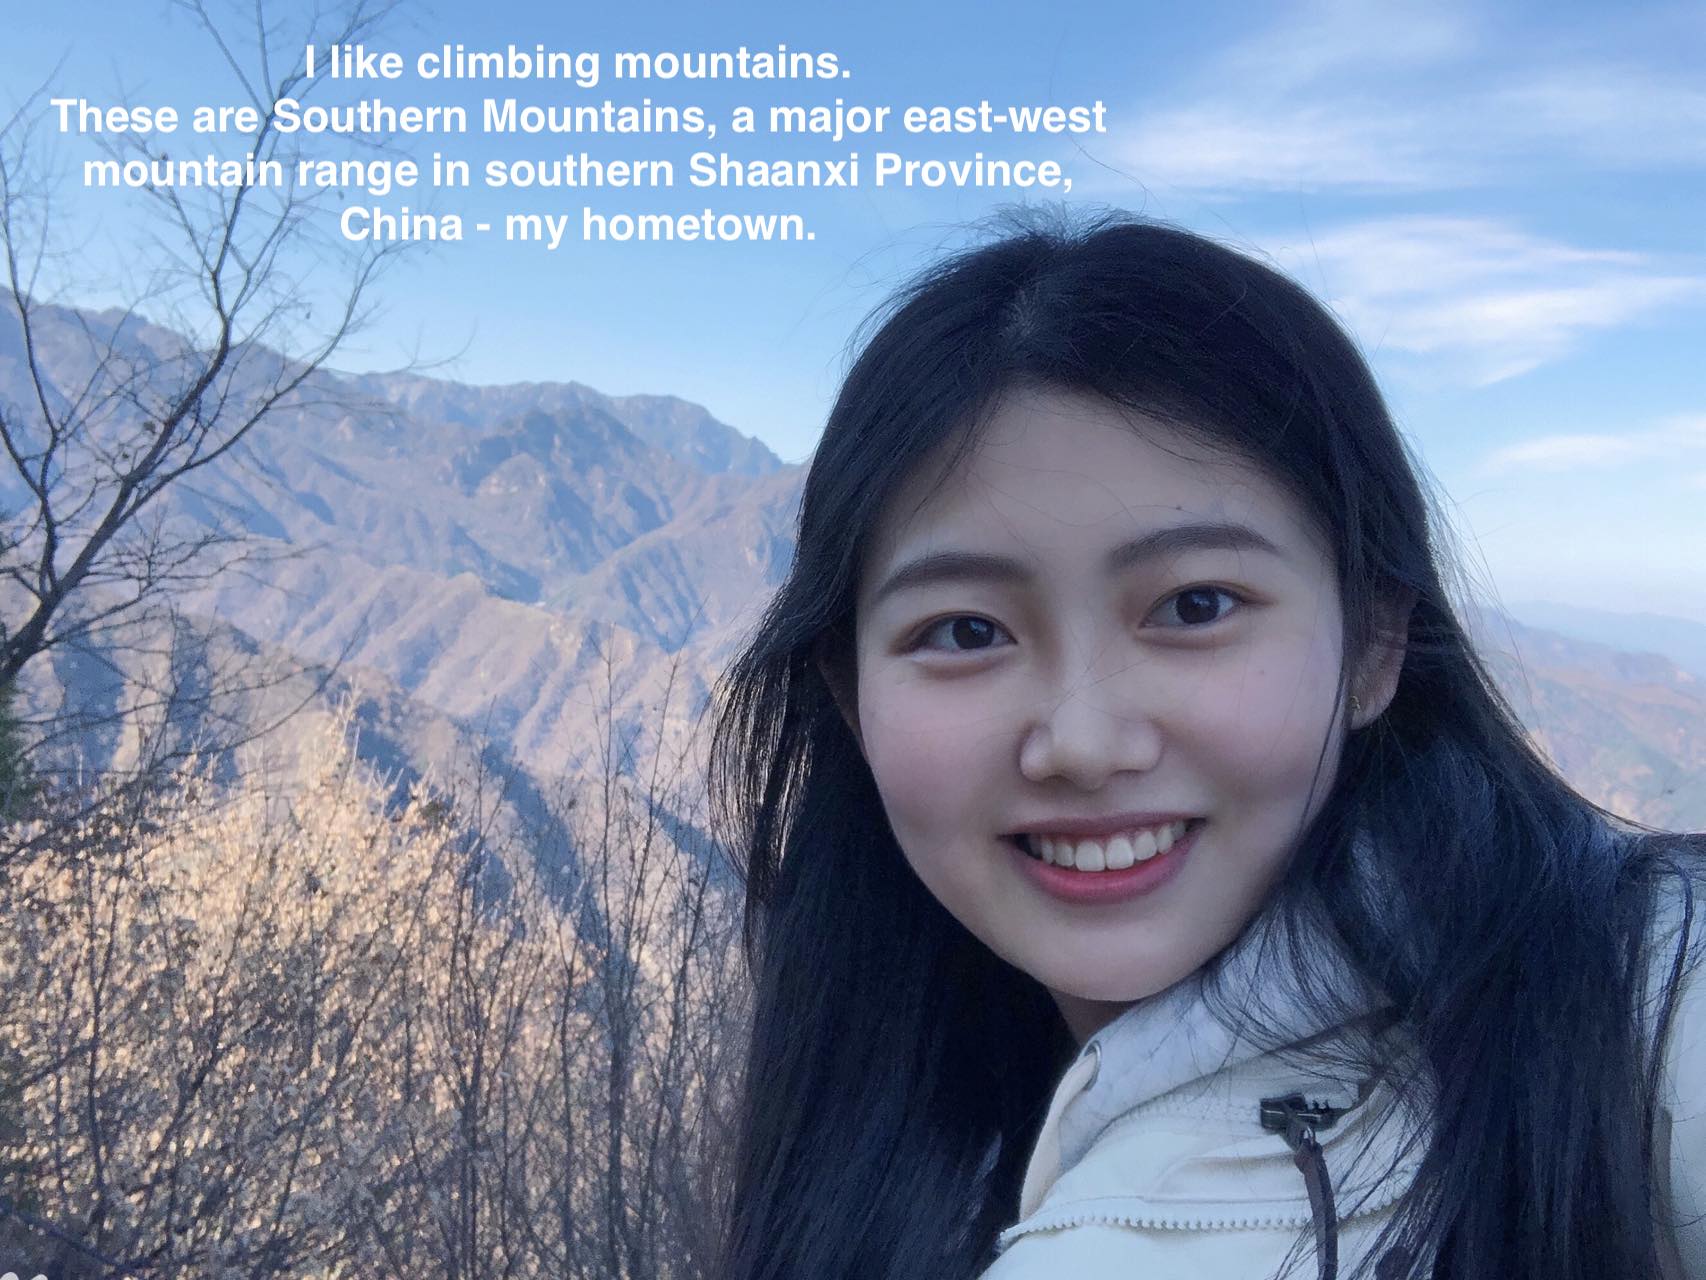 I like climbing mountains.
These are Southern Mountains, a major east-west
mountain range in southern Shaanxi Province,
China - my hometown.